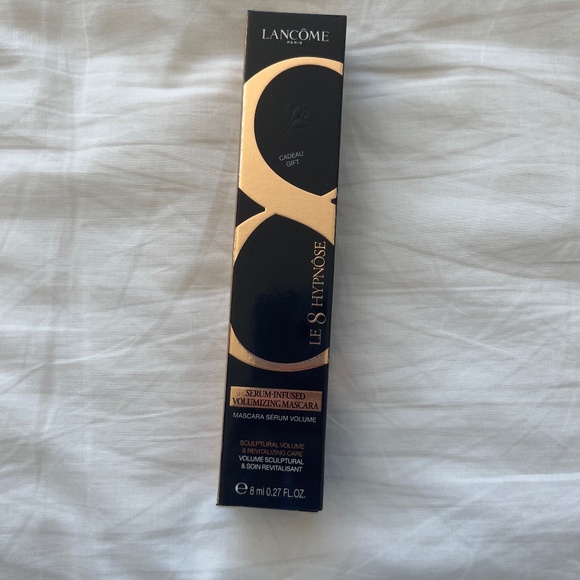 LANCÔME
PARIS
CADEAU
GIFT
LE 8 HYPNÔSE
SERUM-INFUSED
VOLUMIZING MASCARA
MASCARA SÉRUM VOLUME
SCULPTURAL VOLUME
& REVITALIZING CARE
VOLUME SCULPTURAL
& SOIN REVITALISANT
℮ 8 ml 0.27 FL.OZ.